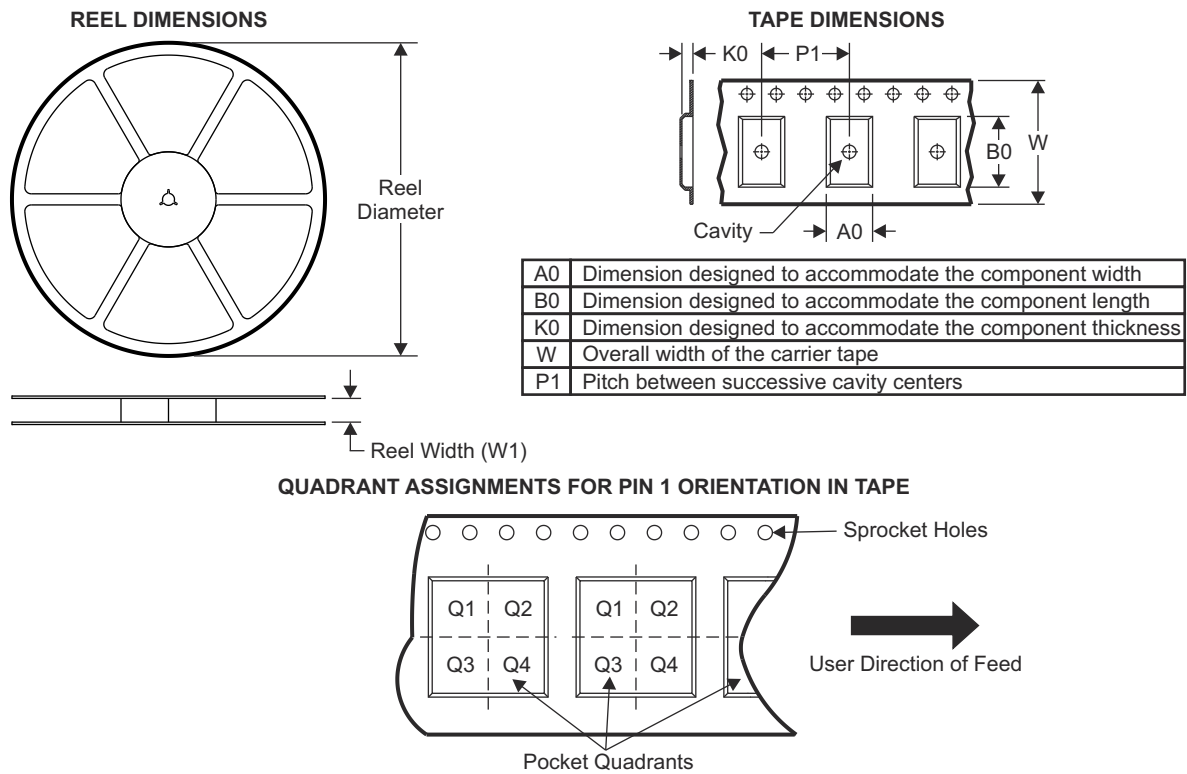 REEL DIMENSIONS
Reel
Diameter
Reel Width (W1)
TAPE DIMENSIONS
K0
P1
B0
W
Cavity
A0
A0 Dimension designed to accommodate the component width
B0 Dimension designed to accommodate the component length
K0 Dimension designed to accommodate the component thickness
W Overall width of the carrier tape
P1 Pitch between successive cavity centers
QUADRANT ASSIGNMENTS FOR PIN 1 ORIENTATION IN TAPE
Sprocket Holes
Q1 Q2 Q1 Q2
Q3 Q4 Q3 Q4
User Direction of Feed
Pocket Quadrants